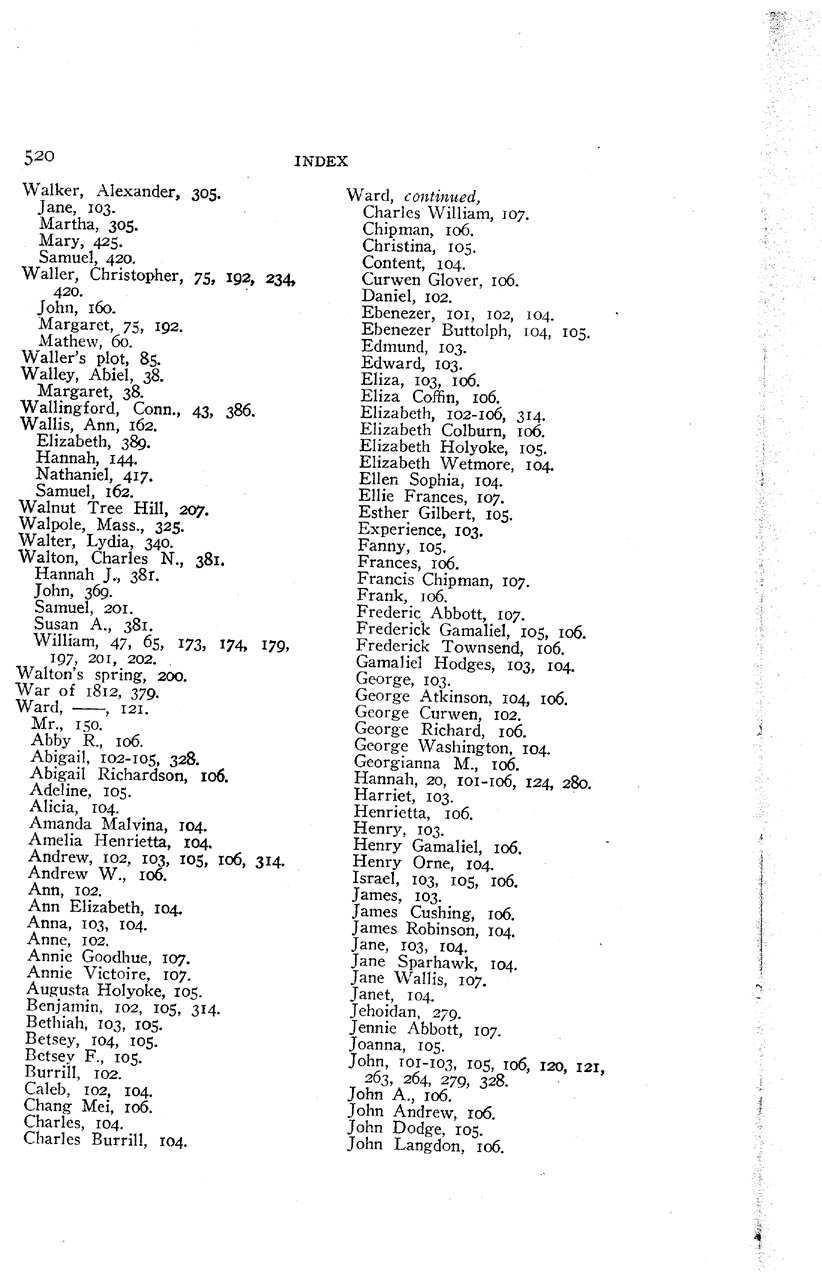 520
INDEX
Walker, Alexander, 305.
Jane, 103.
Martha, 305.
Mary, 425.
Samuel, 420.
Waller, Christopher, 75, 192, 234,
420.
John, 160.
Margaret, 75, 192.
Mathew, 60.
Waller's plot, 85.
Walley, Abiel, 38.
Margaret, 38.
Wallingford, Conn., 43, 386.
Wallis, Ann, 162.
Elizabeth, 389.
Hannah, 144.
Nathaniel, 417.
Samuel, 162.
Walnut Tree Hill, 207.
Walpole, Mass., 325.
Walter, Lydia, 340.
Walton, Charles N., 381.
Hannah J., 381.
John, 369.
Samuel, 201.
Susan A., 381.
William, 47, 65, 173, 174, 179,
197, 201, 202.
Walton's spring, 200.
War of 1812, 379.
Ward, ——, 121.
Mr., 150.
Abby R., 106.
Abigail, 102-105, 328.
Abigail Richardson, 106.
Adeline, 105.
Alicia, 104.
Amanda Malvina, 104.
Amelia Henrietta, 104.
Andrew, 102, 103, 105, 106, 314.
Andrew W., 106.
Ann, 102.
Ann Elizabeth, 104.
Anna, 103, 104.
Anne, 102.
Annie Goodhue, 107.
Annie Victoire, 107.
Augusta Holyoke, 105.
Benjamin, 102, 105, 314.
Bethiah, 103, 105.
Betsey, 104, 105.
Betsey F., 105.
Burrill, 102.
Caleb, 102, 104.
Chang Mei, 106.
Charles, 104.
Charles Burrill, 104.
Ward, continued,
Charles William, 107.
Chipman, 106.
Christina, 105.
Content, 104.
Curwen Glover, 106.
Daniel, 102.
Ebenezer, 101, 102, 104.
Ebenezer Buttolph, 104, 105.
Edmund, 103.
Edward, 103.
Eliza, 103, 106.
Eliza Coffin, 106.
Elizabeth, 102-106, 314.
Elizabeth Colburn, 106.
Elizabeth Holyoke, 105.
Elizabeth Wetmore, 104.
Ellen Sophia, 104.
Ellie Frances, 107.
Esther Gilbert, 105.
Experience, 103.
Fanny, 105.
Frances, 106.
Francis Chipman, 107.
Frank, 106.
Frederic Abbott, 107.
Frederick Gamaliel, 105, 106.
Frederick Townsend, 106.
Gamaliel Hodges, 103, 104.
George, 103.
George Atkinson, 104, 106.
George Curwen, 102.
George Richard, 106.
George Washington, 104.
Georgianna M., 106.
Hannah, 20, 101-106, 124, 280.
Harriet, 103.
Henrietta, 106.
Henry, 103.
Henry Gamaliel, 106.
Henry Orne, 104.
Israel, 103, 105, 106.
James, 103.
James Cushing, 106.
James Robinson, 104.
Jane, 103, 104.
Jane Sparhawk, 104.
Jane Wallis, 107.
Janet, 104.
Jehoidan, 279.
Jennie Abbott, 107.
Joanna, 105.
John, 101-103, 105, 106, 120, 121,
263, 264, 279, 328.
John A., 106.
John Andrew, 106.
John Dodge, 105.
John Langdon, 106.